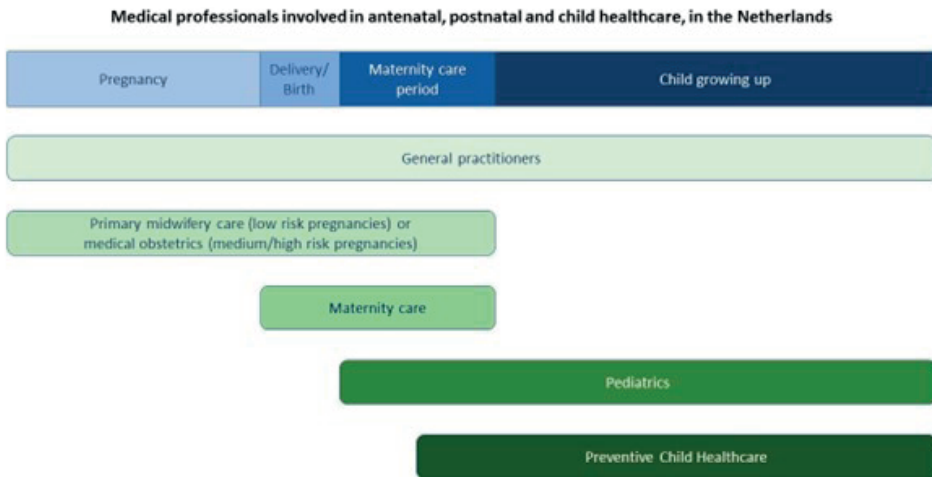 Medical professionals involved in antenatal, postnatal and child healthcare, in the Netherlands
Pregnancy
Delivery/
Birth
Maternity care
period
Child growing up
General practitioners
Primary midwifery care (low risk pregnancies) or
medical obstetrics (medium/high risk pregnancies)
Maternity care
Pediatrics
Preventive Child Healthcare